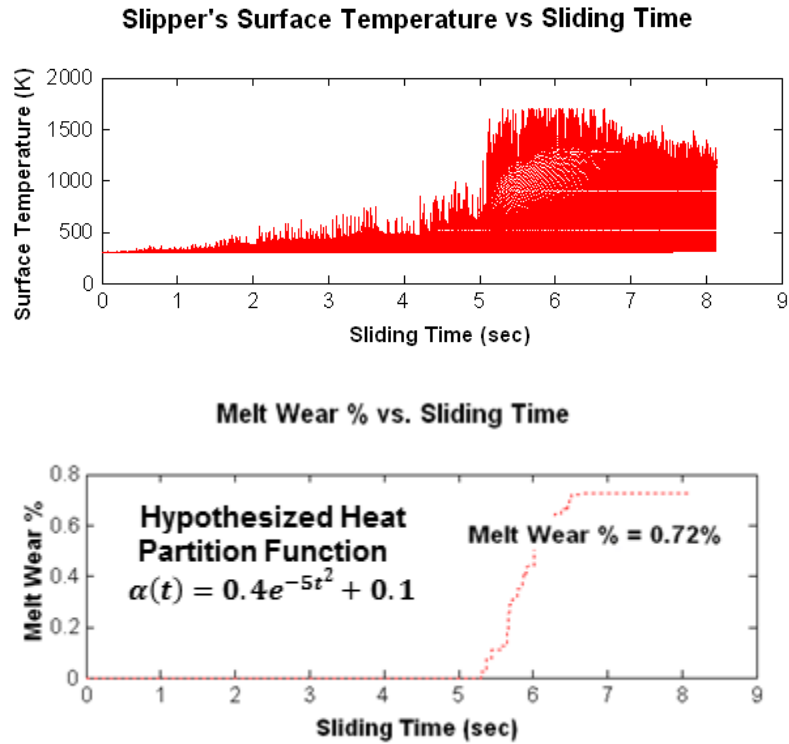 Slipper's Surface Temperature vs Sliding Time
Surface Temperature (K)
2000
1500
1000
500
0
0 1 2 3 4 5 6 7 8 9
Sliding Time (sec)
Melt Wear % vs. Sliding Time
Melt Wear %
0.8
0.6
0.4
0.2
0
Hypothesized Heat
Partition Function
α(t) = 0.4e^{-5t^2} + 0.1
Melt Wear % = 0.72%
0 1 2 3 4 5 6 7 8 9
Sliding Time (sec)